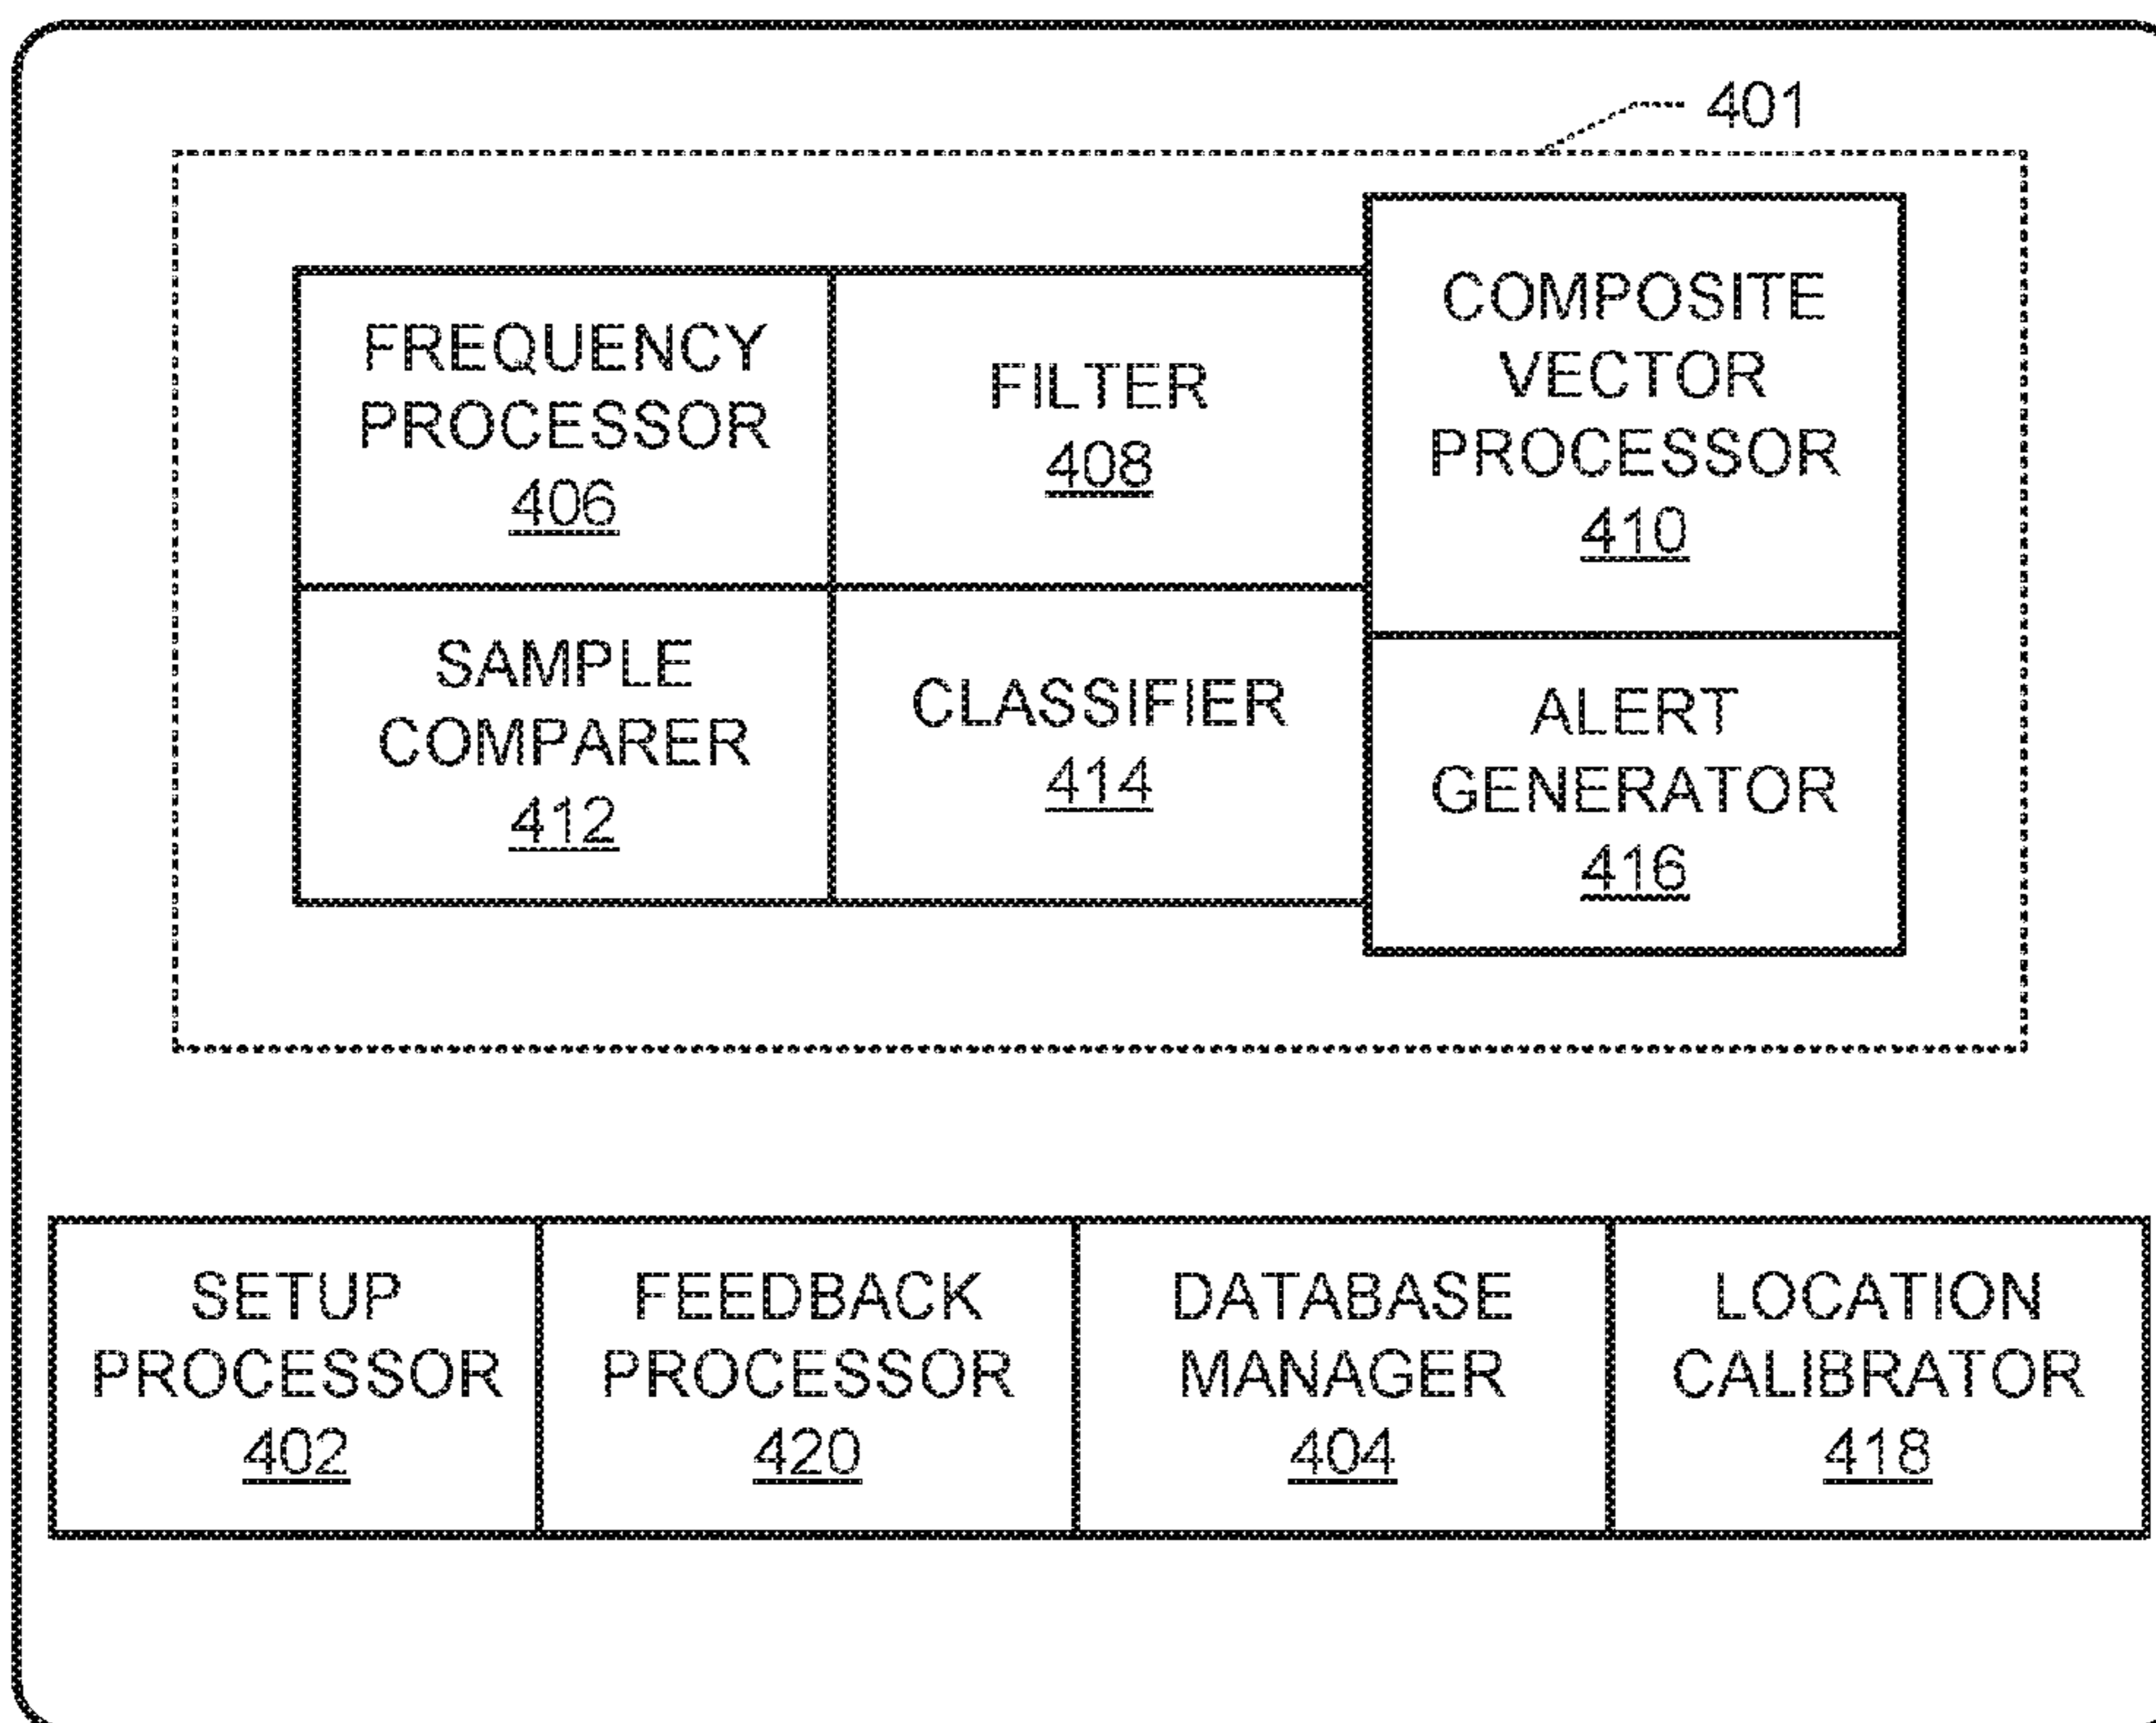 401
FREQUENCY
PROCESSOR
406
FILTER
408
COMPOSITE
VECTOR
PROCESSOR
410
SAMPLE
COMPARER
412
CLASSIFIER
414
ALERT
GENERATOR
416
SETUP
PROCESSOR
402
FEEDBACK
PROCESSOR
420
DATABASE
MANAGER
404
LOCATION
CALIBRATOR
418